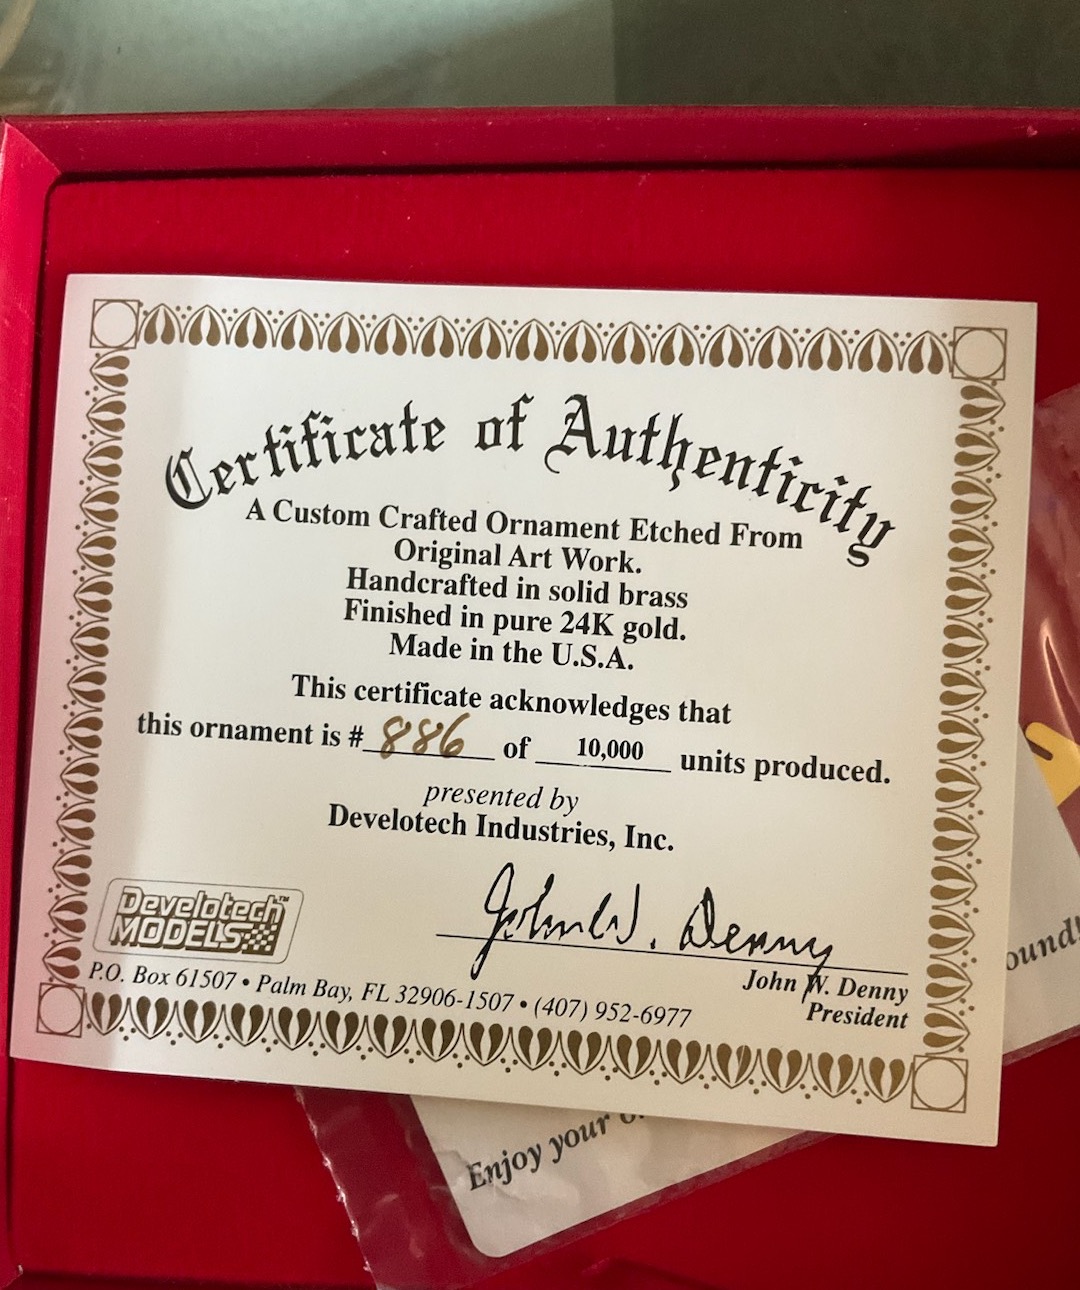 Certificate of Authenticity
A Custom Crafted Ornament Etched From
Original Art Work.
Handcrafted in solid brass
Finished in pure 24K gold.
Made in the U.S.A.
This certificate acknowledges that
this ornament is # 886 of 10,000 units produced.
presented by
Develotech Industries, Inc.
John W. Denny
John W. Denny
President
Develotech™
MODELS
P.O. Box 61507 • Palm Bay, FL 32906-1507 • (407) 952-6977
Enjoy your